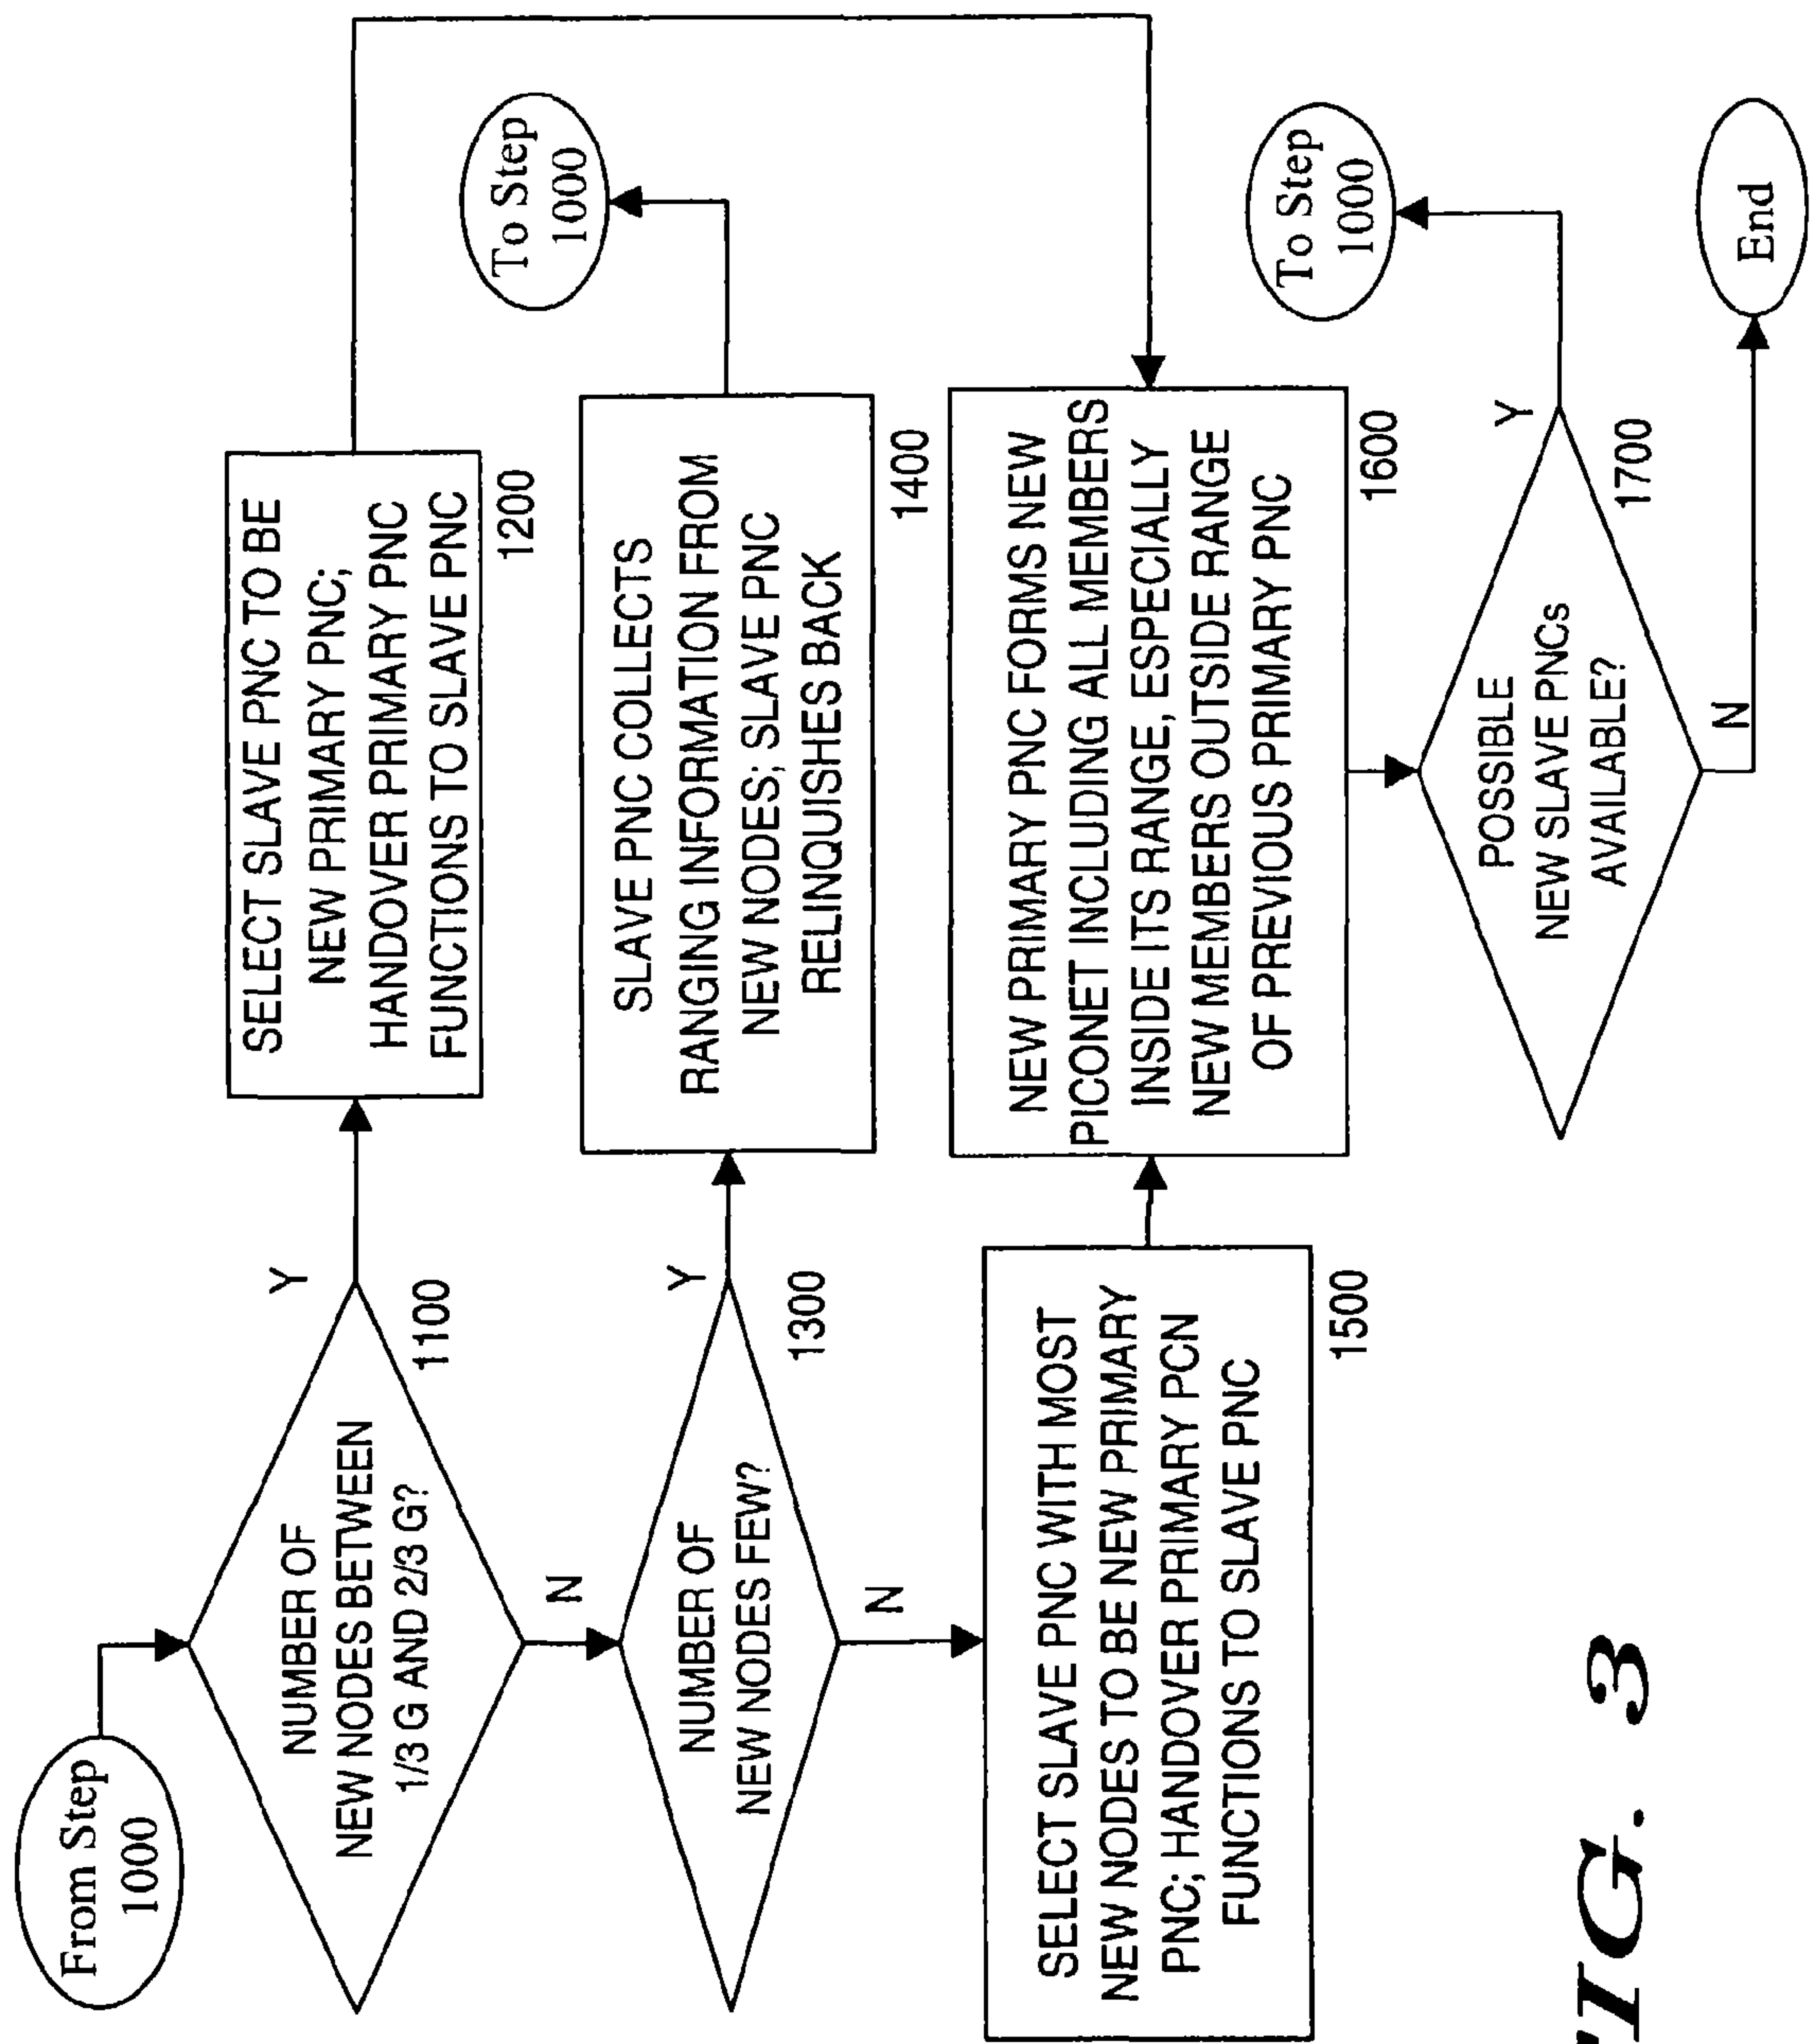 From Step
1000
NUMBER OF
NEW NODES BETWEEN
1/3 G AND 2/3 G?
1100
Y
N
SELECT SLAVE PNC TO BE
NEW PRIMARY PNC;
HANDOVER PRIMARY PNC
FUNCTIONS TO SLAVE PNC
1200
NUMBER OF
NEW NODES FEW?
1300
Y
N
SLAVE PNC COLLECTS
RANGING INFORMATION FROM
NEW NODES; SLAVE PNC
RELINQUISHES BACK
1400
To Step
1000
SELECT SLAVE PNC WITH MOST
NEW NODES TO BE NEW PRIMARY
PNC; HANDOVER PRIMARY PCN
FUNCTIONS TO SLAVE PNC
1500
NEW PRIMARY PNC FORMS NEW
PICONET INCLUDING ALL MEMBERS
INSIDE ITS RANGE, ESPECIALLY
NEW MEMBERS OUTSIDE RANGE
OF PREVIOUS PRIMARY PNC
1600
POSSIBLE
NEW SLAVE PNCs
AVAILABLE?
1700
Y
N
To Step
1000
End
FIG. 3